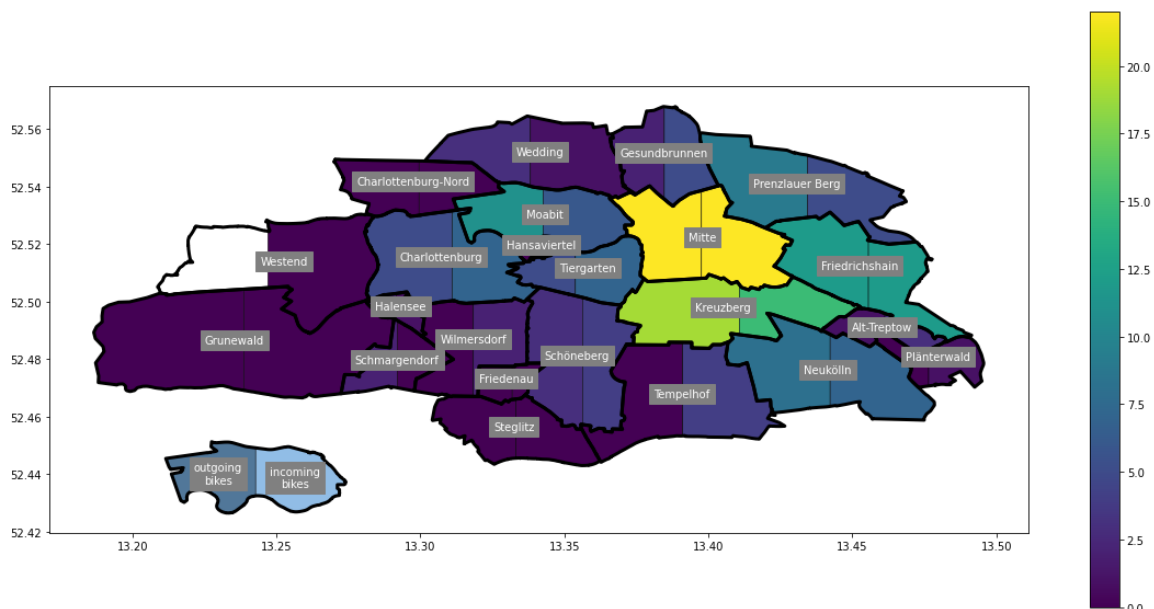 52.56
52.54
52.52
52.50
52.48
52.46
52.44
52.42
13.20
13.25
13.30
13.35
13.40
13.45
13.50
Wedding
Gesundbrunnen
Charlottenburg-Nord
Prenzlauer Berg
Moabit
Mitte
Hansaviertel
Westend
Charlottenburg
Tiergarten
Friedrichshain
Halensee
Kreuzberg
Grunewald
Wilmersdorf
Alt-Treptow
Schmargendorf
Schöneberg
Plänterwald
Friedenau
Neukölln
Tempelhof
Steglitz
outgoing
bikes
incoming
bikes
20.0
17.5
15.0
12.5
10.0
7.5
5.0
2.5
0.0